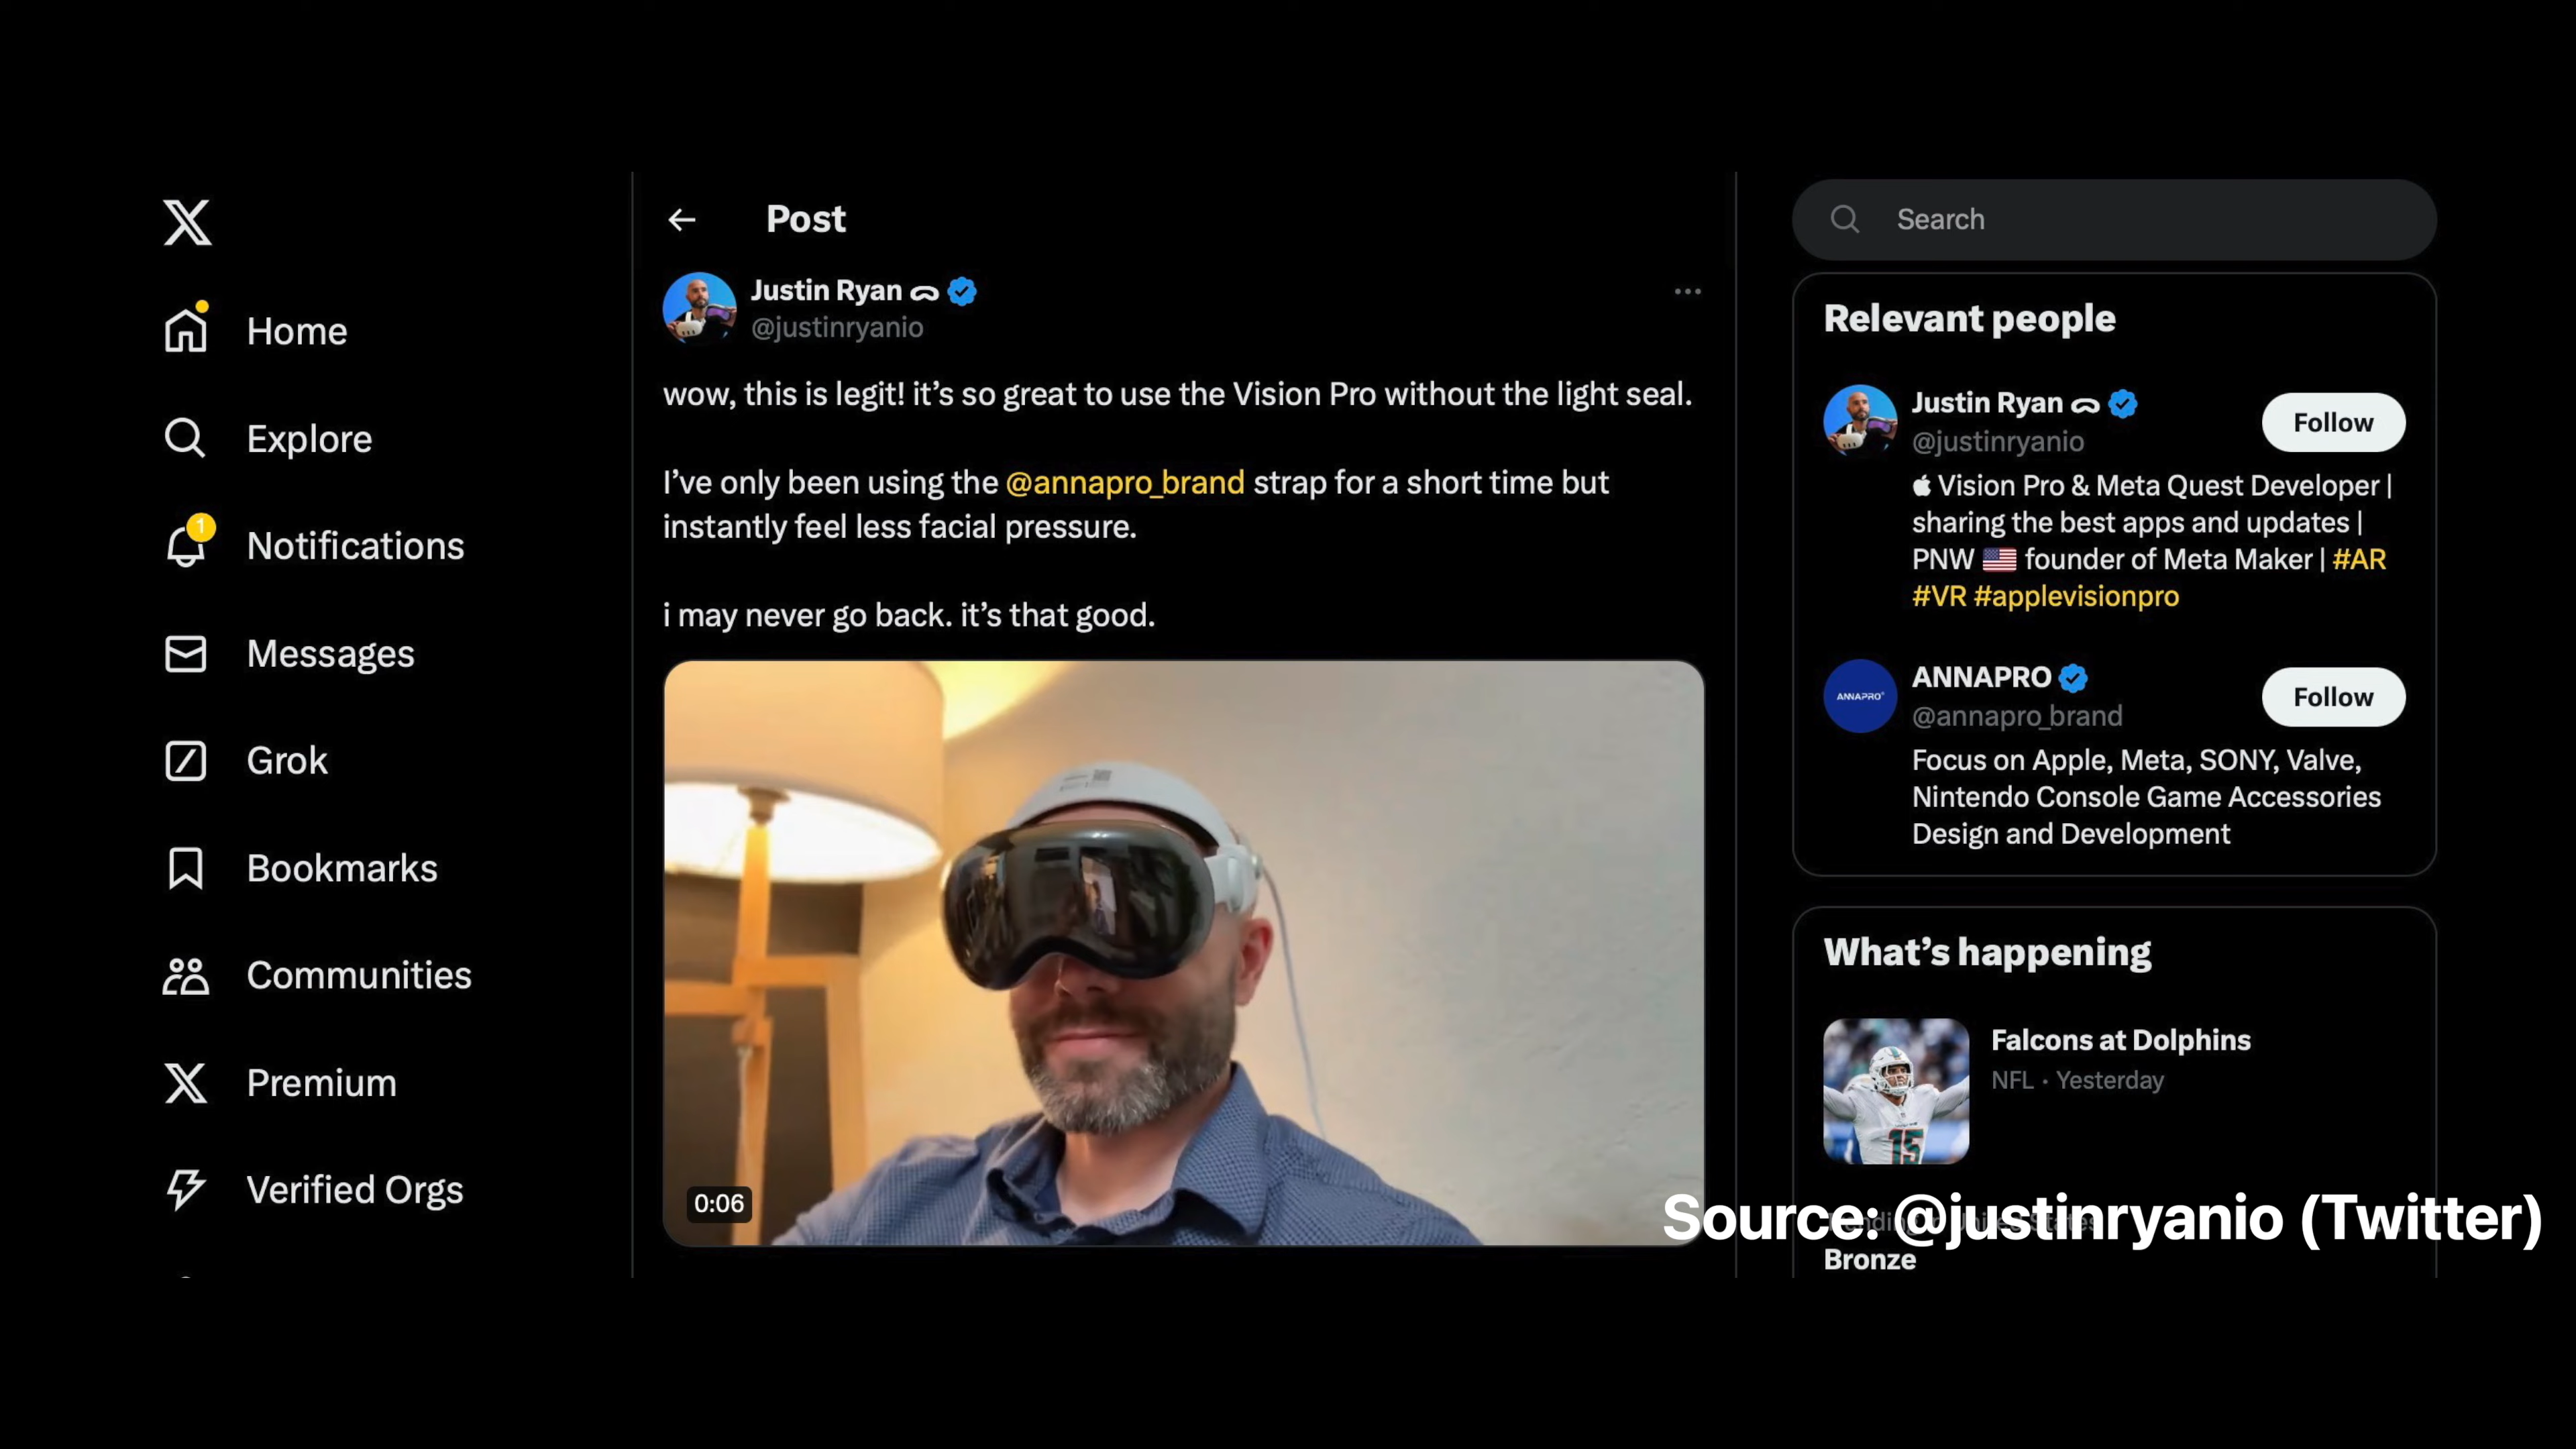 Home
Explore
1
Notifications
Messages
Grok
Bookmarks
Communities
Premium
Verified Orgs
Post
Justin Ryan
@justinryanio
wow, this is legit! it's so great to use the Vision Pro without the light seal.
I've only been using the @annapro_brand strap for a short time but
instantly feel less facial pressure.
i may never go back. it's that good.
0:06
Search
Relevant people
Justin Ryan
@justinryanio
Follow
Vision Pro & Meta Quest Developer |
sharing the best apps and updates |
PNW 🇺🇸 founder of Meta Maker | #AR
#VR #applevisionpro
ANNAPRO
ANNAPRO
@annapro_brand
Follow
Focus on Apple, Meta, SONY, Valve,
Nintendo Console Game Accessories
Design and Development
What's happening
Falcons at Dolphins
NFL · Yesterday
15
Source: @justinryanio (Twitter)
Bronze